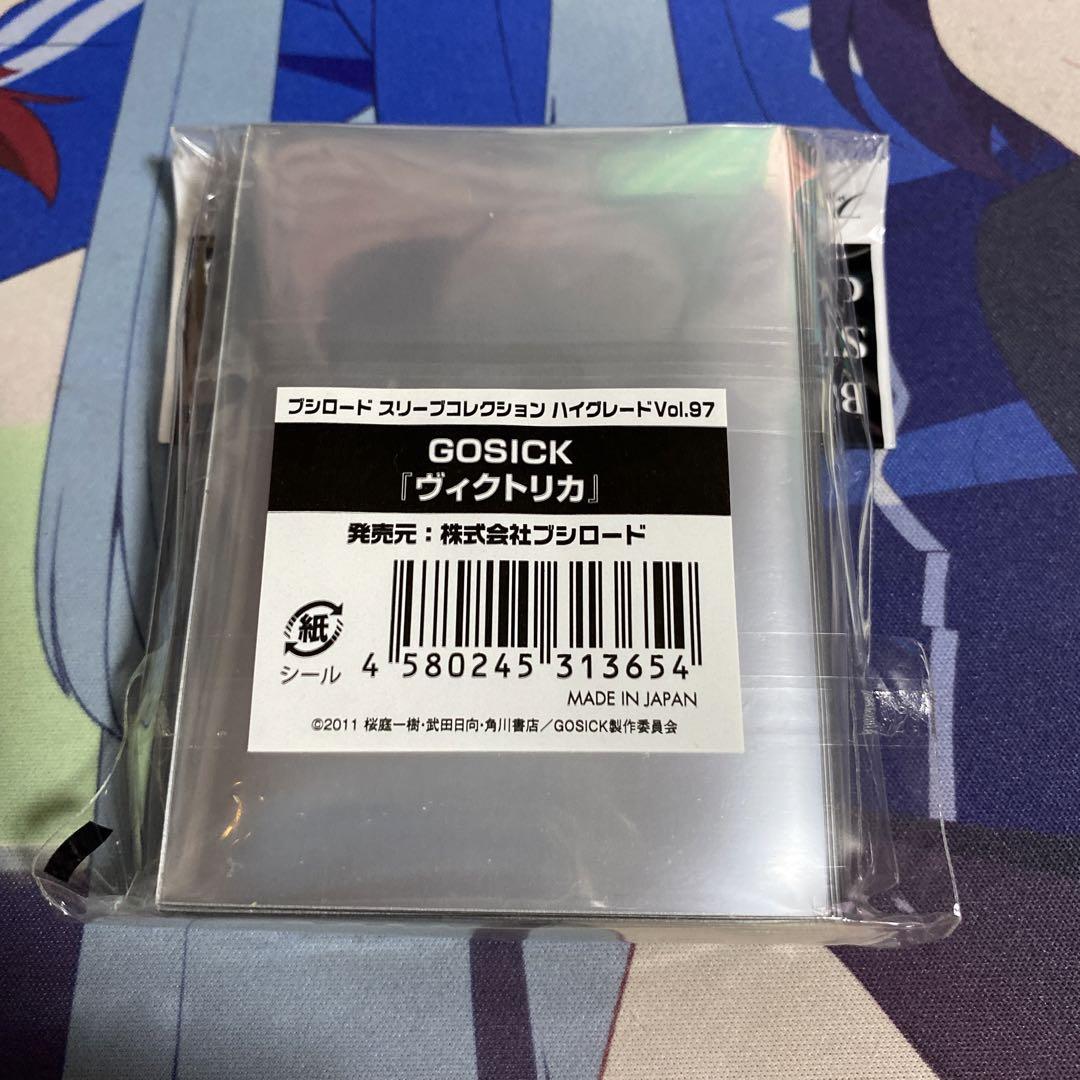 ブシロード スリーブコレクション ハイグレード Vol.97
GOSICK
『ヴィクトリカ』
発売元：株式会社ブシロード
紙
シール
4 580245 313654
MADE IN JAPAN
©2011 桜庭一樹・武田日向・角川書店／GOSICK製作委員会